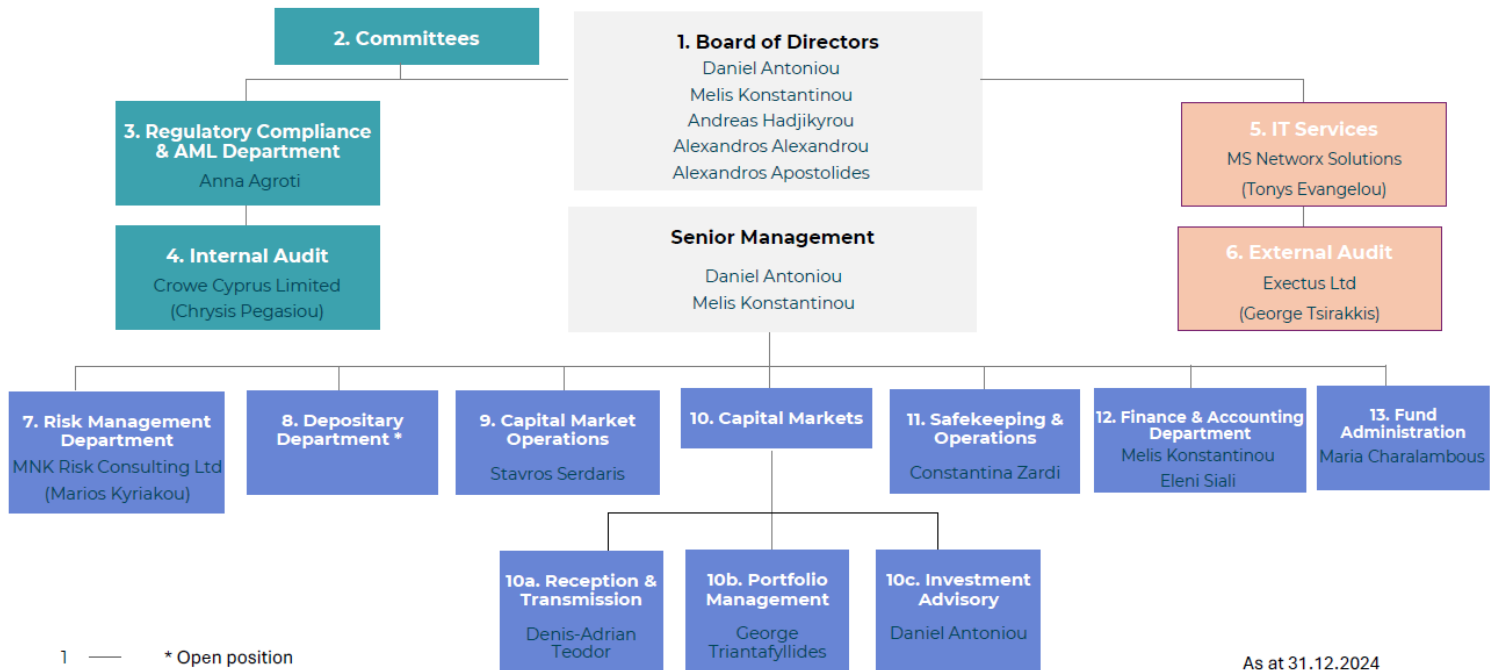 2. Committees
1. Board of Directors
Daniel Antoniou
Melis Konstantinou
Andreas Hadjikyrou
Alexandros Alexandrou
Alexandros Apostolides
3. Regulatory Compliance
& AML Department
Anna Agroti
5. IT Services
MS Networx Solutions
(Tonys Evangelou)
4. Internal Audit
Crowe Cyprus Limited
(Chrysis Pegasiou)
Senior Management
Daniel Antoniou
Melis Konstantinou
6. External Audit
Exectus Ltd
(George Tsirakkis)
7. Risk Management
Department
MNK Risk Consulting Ltd
(Marios Kyriakou)
8. Depositary
Department *
9. Capital Market
Operations
Stavros Serdaris
10. Capital Markets
11. Safekeeping &
Operations
Constantina Zardi
12. Finance & Accounting
Department
Melis Konstantinou
Eleni Siali
13. Fund
Administration
Maria Charalambous
10a. Reception &
Transmission
Denis-Adrian
Teodor
10b. Portfolio
Management
George
Triantafyllides
10c. Investment
Advisory
Daniel Antoniou
1 — * Open position
As at 31.12.2024